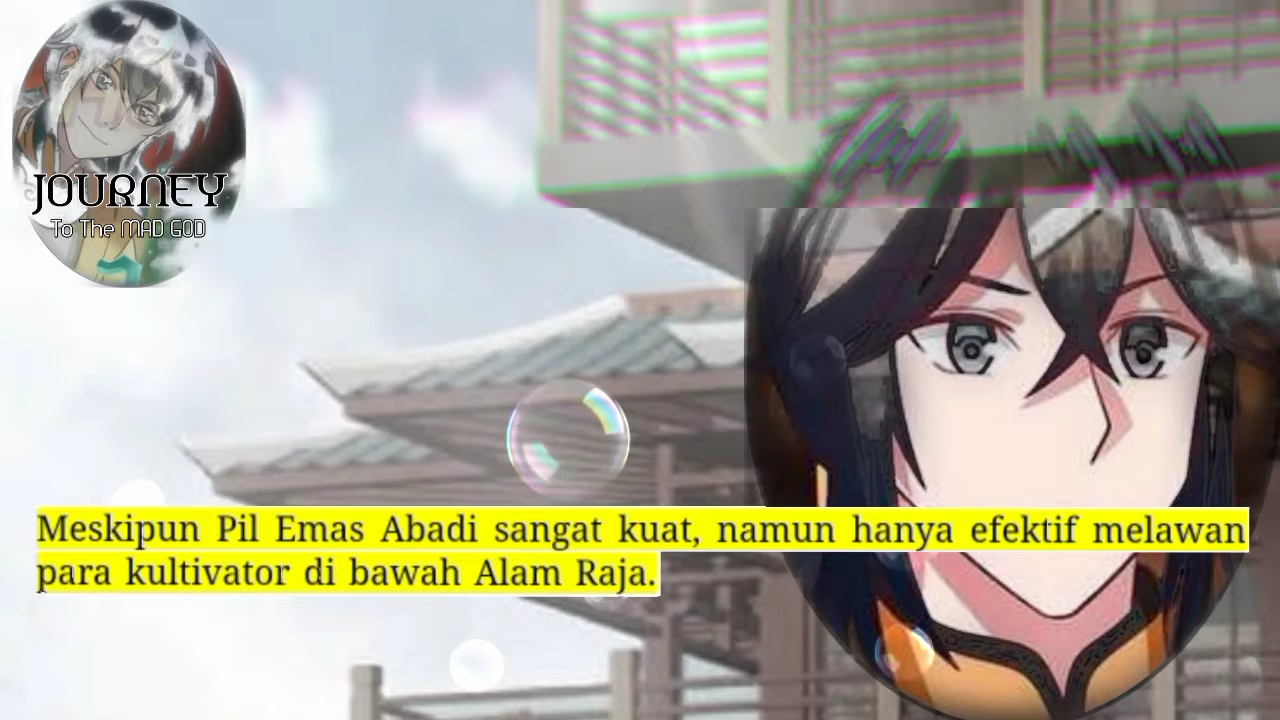 JOURNEY
To The MAD GOD
Meskipun Pil Emas Abadi sangat kuat, namun hanya efektif melawan
para kultivator di bawah Alam Raja.